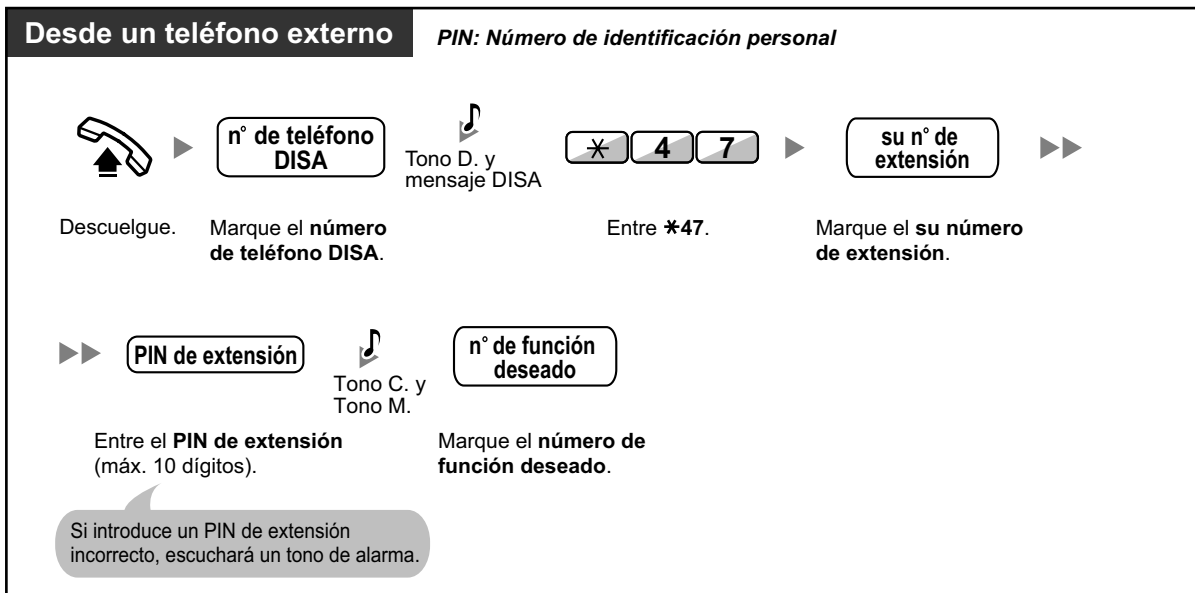 Desde un teléfono externo
PIN: Número de identificación personal
n° de teléfono
DISA
Tono D. y
mensaje DISA
* 4 7
su n° de
extensión
Descuelgue.
Marque el número
de teléfono DISA.
Entre *47.
Marque el su número
de extensión.
PIN de extensión
Tono C. y
Tono M.
n° de función
deseado
Entre el PIN de extensión
(máx. 10 dígitos).
Marque el número de
función deseado.
Si introduce un PIN de extensión
incorrecto, escuchará un tono de alarma.